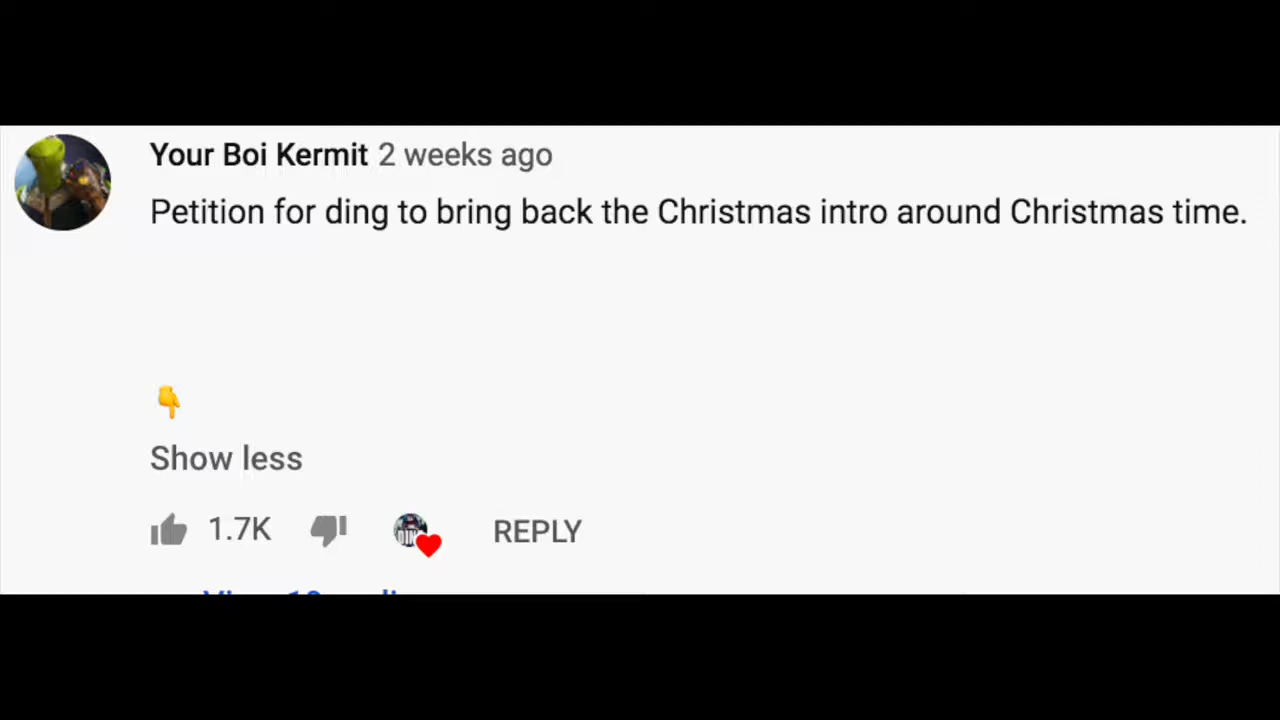 Your Boi Kermit 2 weeks ago
Petition for ding to bring back the Christmas intro around Christmas time.
👇
Show less
1.7K REPLY